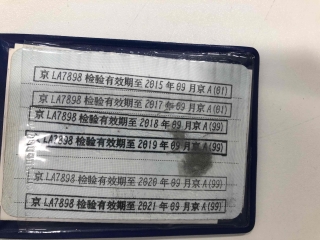 京 LA7898 检验有效期至 2015 年 09 月京 A(01)
京 LA7898 检验有效期至 2017 年 09 月京 A(01)
京 LA7898 检验有效期至 2018 年 09 月京 A(99)
京 LA7898 检验有效期至 2019 年 09 月京 A(99)
京 LA7898 检验有效期至 2020 年 09 月京 A(99)
京 LA7898 检验有效期至 2021 年 09 月京 A(99)